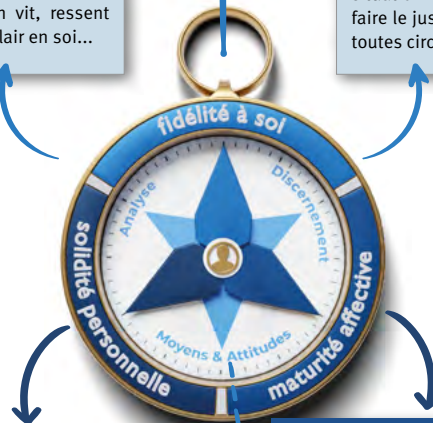 vit, ressent
lair en soi...
faire le jus
toutes circ
fidélité à soi
Analyse
Discernement
solidité personnelle
maturité affective
Moyens & Attitudes